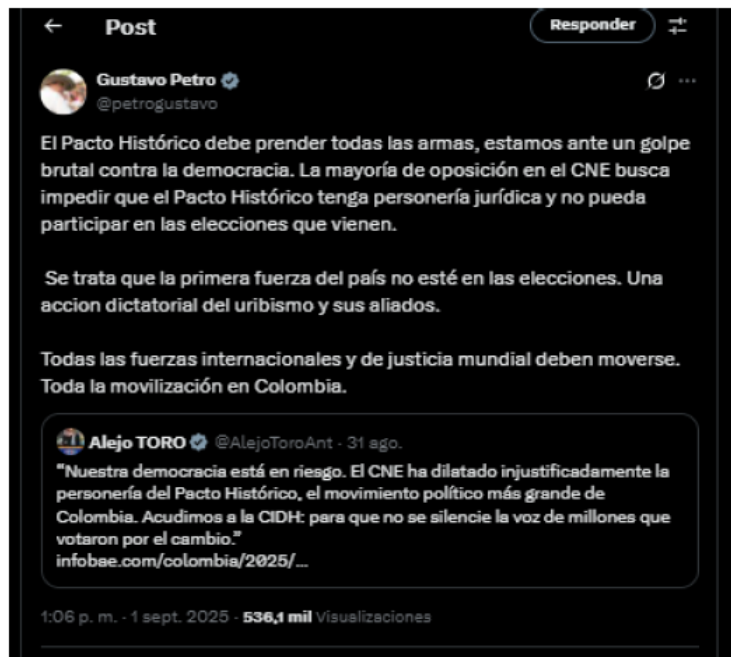 Post
Responder
Gustavo Petro
@petrogustavo
El Pacto Histórico debe prender todas las armas, estamos ante un golpe
brutal contra la democracia. La mayoría de oposición en el CNE busca
impedir que el Pacto Histórico tenga personería jurídica y no pueda
participar en las elecciones que vienen.
Se trata que la primera fuerza del país no esté en las elecciones. Una
accion dictatorial del uribismo y sus aliados.
Todas las fuerzas internacionales y de justicia mundial deben moverse.
Toda la movilización en Colombia.
Alejo TORO @AlejoToroAnt · 31 ago.
"Nuestra democracia está en riesgo. El CNE ha dilatado injustificadamente la
personería del Pacto Histórico, el movimiento político más grande de
Colombia. Acudimos a la CIDH: para que no se silencie la voz de millones que
votaron por el cambio."
infobae.com/colombia/2025/...
1:06 p. m. · 1 sept. 2025 · 536,1 mil Visualizaciones